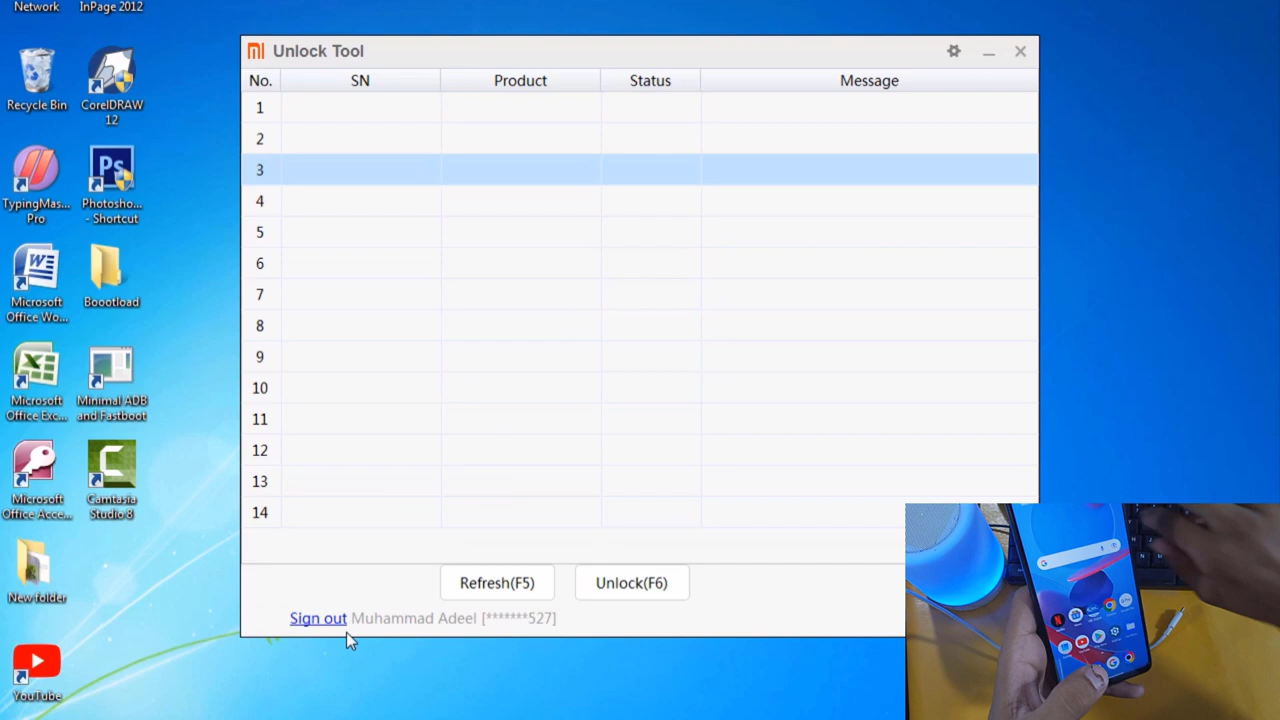 Network
InPage 2012
Recycle Bin
CorelDRAW
12
TypingMas...
Pro
Photosho...
- Shortcut
Microsoft
Office Wo...
Boootload
Microsoft
Office Exc...
Minimal ADB
and Fastboot
Microsoft
Office Acce...
Camtasia
Studio 8
New folder
YouTube
Unlock Tool
No. SN Product Status Message
1
2
3
4
5
6
7
8
9
10
11
12
13
14
Refresh(F5) Unlock(F6)
Sign out Muhammad Adeel [*******527]